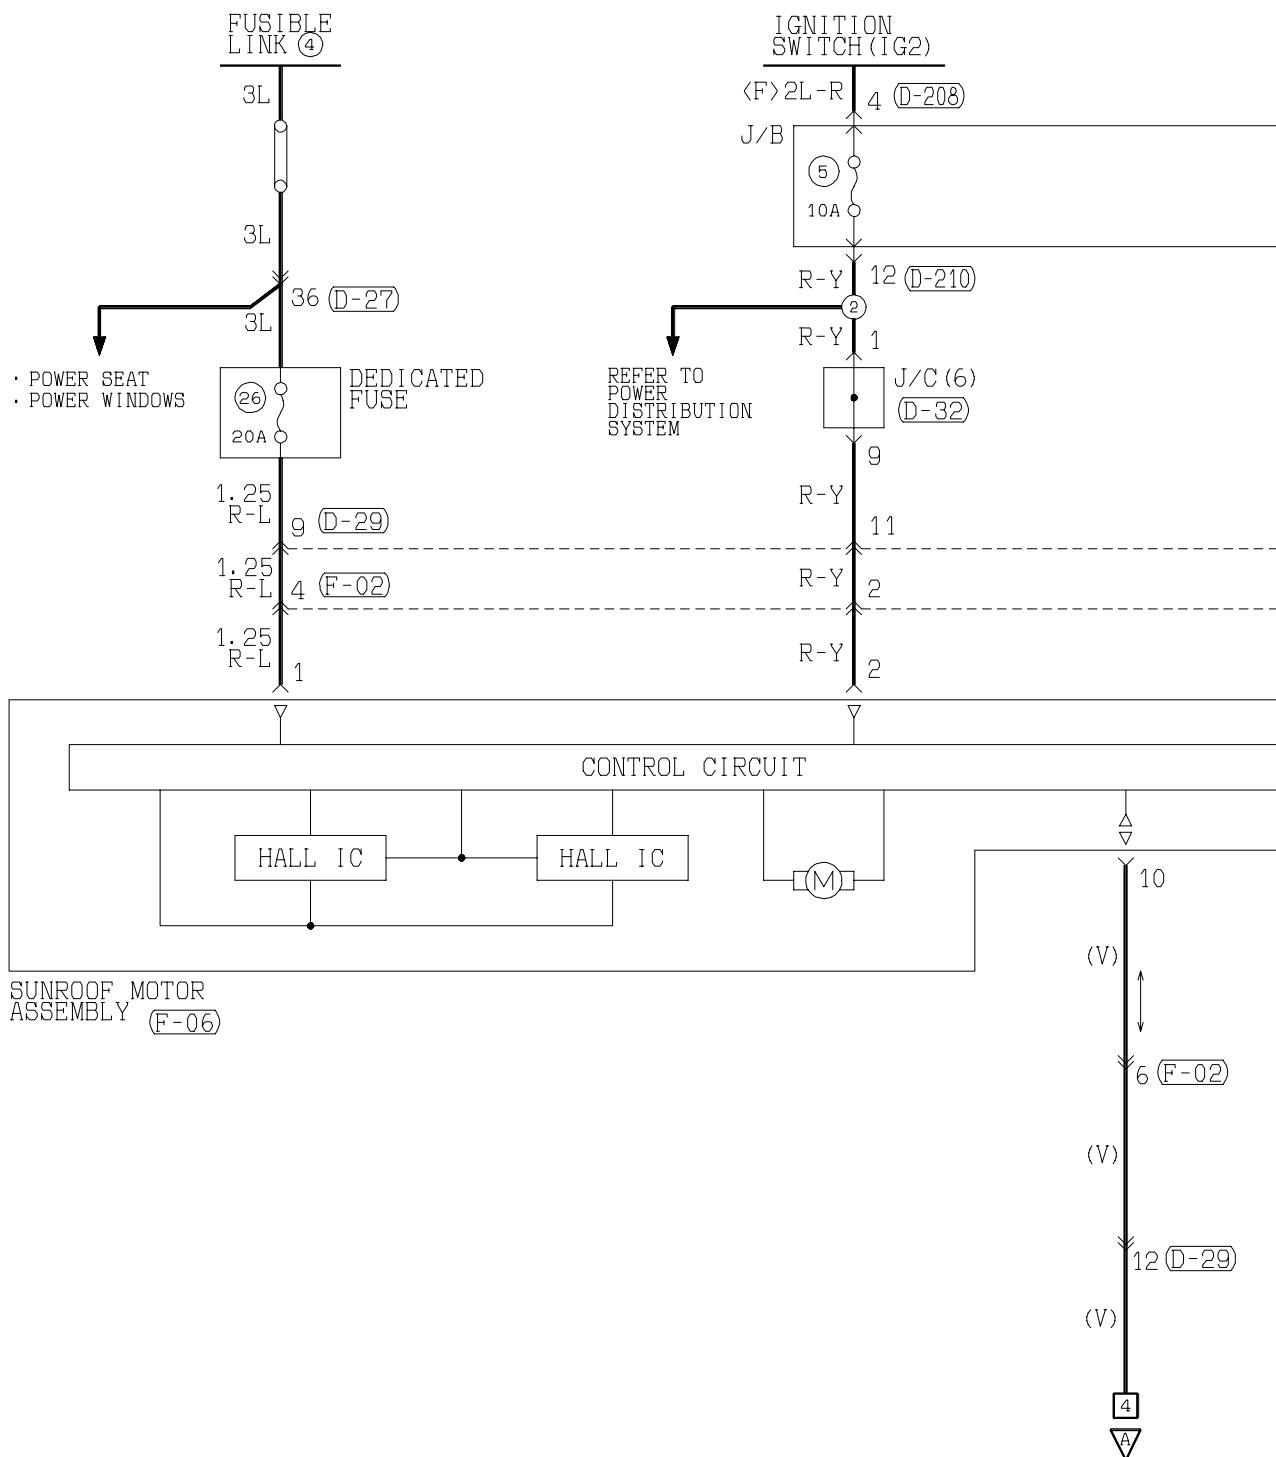 FUSIBLE
LINK ④
IGNITION
SWITCH(IG2)
3L
<F>2L-R
4
D-208
J/B
5
10A
3L
R-Y
12
D-210
36
D-27
2
3L
R-Y
1
· POWER SEAT
· POWER WINDOWS
26
20A
DEDICATED
FUSE
REFER TO
POWER
DISTRIBUTION
SYSTEM
J/C(6)
D-32
9
1.25
R-L
9
D-29
R-Y
11
1.25
R-L
4
F-02
R-Y
2
1.25
R-L
1
R-Y
2
CONTROL CIRCUIT
HALL IC
HALL IC
M
10
(V)
SUNROOF MOTOR
ASSEMBLY
F-06
6
F-02
(V)
12
D-29
(V)
4
A